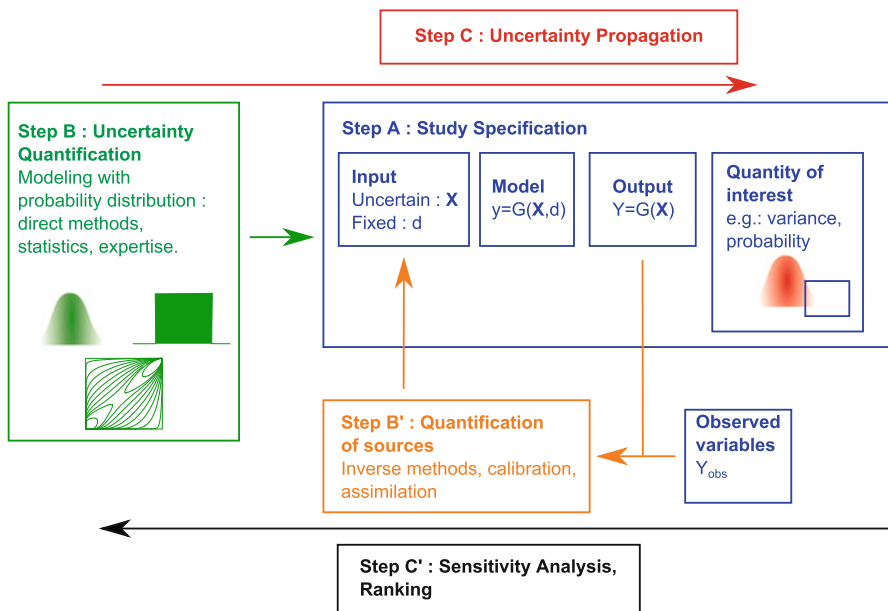 Step C : Uncertainty Propagation
Step B : Uncertainty
Quantification
Modeling with
probability distribution :
direct methods,
statistics, expertise.
Step A : Study Specification
Input
Uncertain : X
Fixed : d
Model
y=G(X,d)
Output
Y=G(X)
Quantity of
interest
e.g.: variance,
probability
Step B' : Quantification
of sources
Inverse methods, calibration,
assimilation
Observed
variables
Yobs
Step C' : Sensitivity Analysis,
Ranking